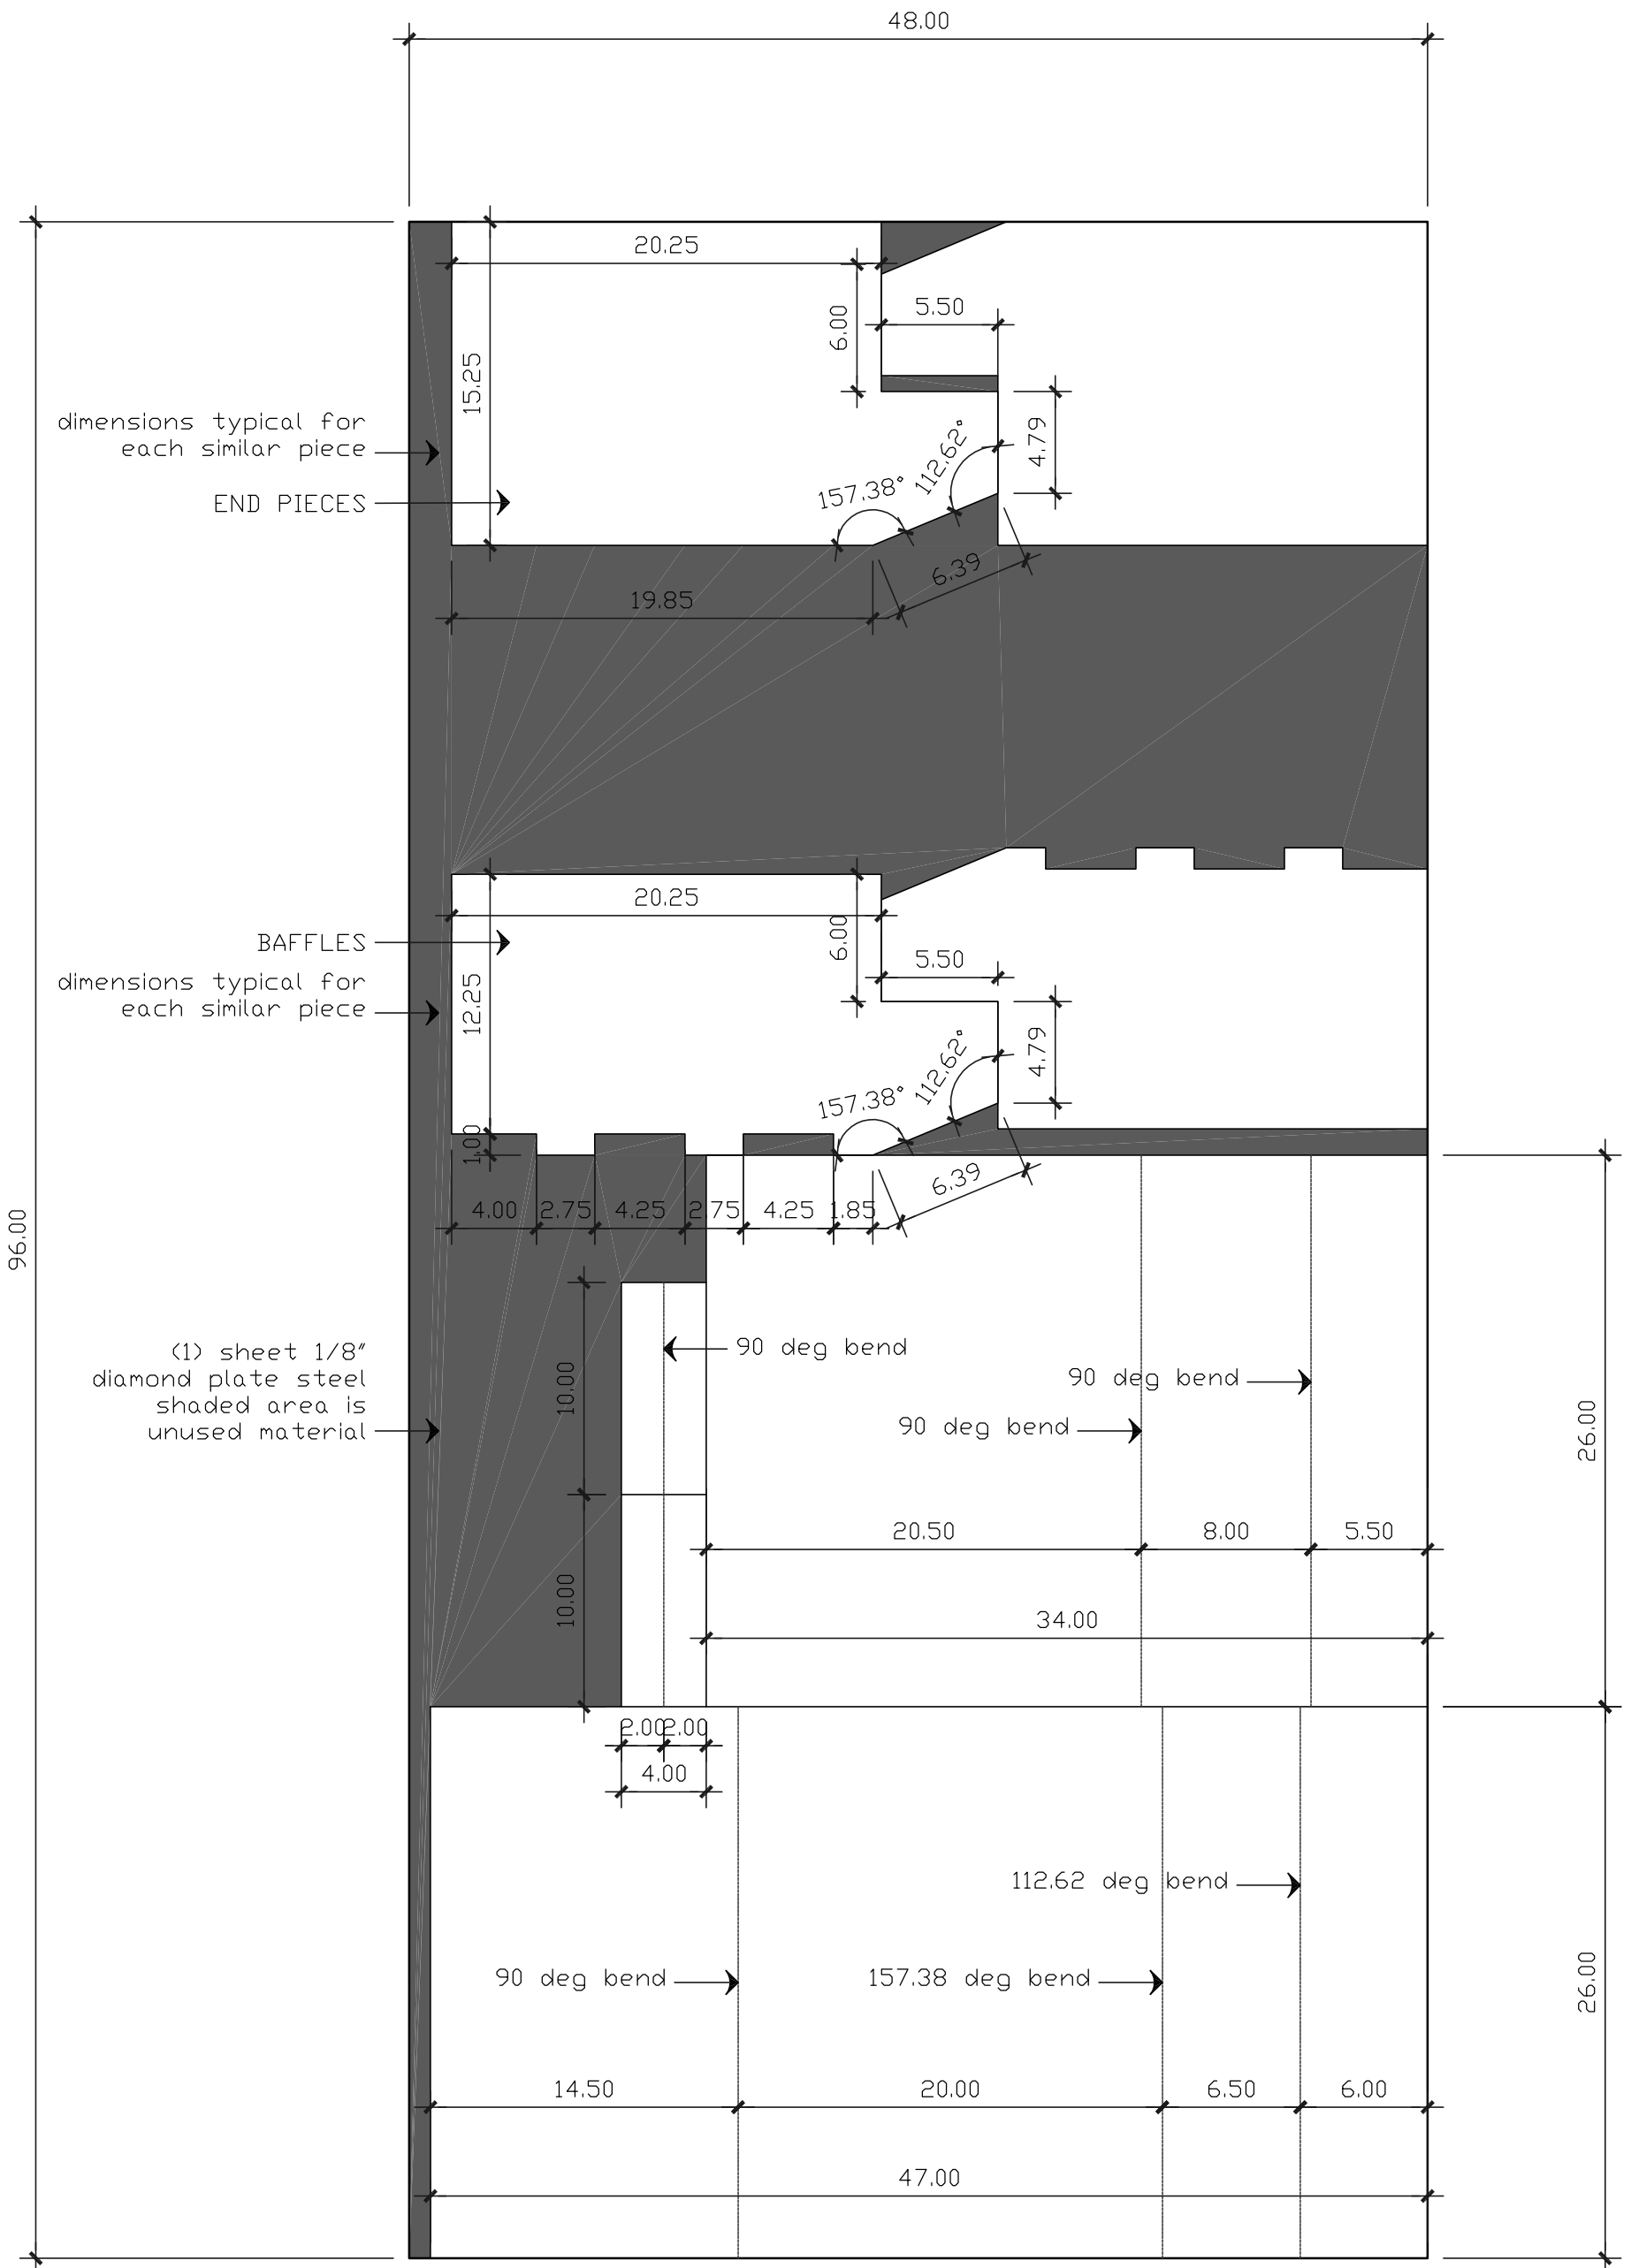 48.00
20.25
5.50
6.00
15.25
4.79
dimensions typical for
each similar piece
112.62°
157.38°
END PIECES
6.39
19.85
20.25
6.00
BAFFLES
5.50
dimensions typical for
each similar piece
12.25
4.79
112.62°
157.38°
1.00
6.39
4.00 2.75 4.25 2.75 4.25 1.85
96.00
(1) sheet 1/8"
diamond plate steel
shaded area is
unused material
90 deg bend
90 deg bend
10.00
90 deg bend
26.00
20.50 8.00 5.50
10.00
34.00
2.00 2.00
4.00
112.62 deg bend
90 deg bend
157.38 deg bend
26.00
14.50 20.00 6.50 6.00
47.00